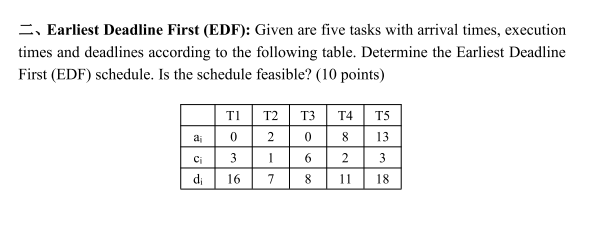 二、Earliest Deadline First (EDF): Given are five tasks with arrival times, execution
times and deadlines according to the following table. Determine the Earliest Deadline
First (EDF) schedule. Is the schedule feasible? (10 points)
T1 T2 T3 T4 T5
ai 0 2 0 8 13
ci 3 1 6 2 3
di 16 7 8 11 18